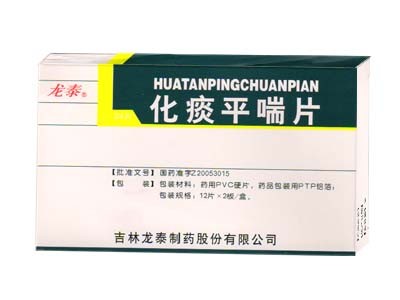 HUATANPINGCHUANPIAN
龙泰®
化痰平喘片
【批准文号】 国药准字Z20053015
【包　　装】 包装材料：药用PVC硬片，药品包装用PTP铝箔；
包装规格：12片×2板/盒。
吉林龙泰制药股份有限公司